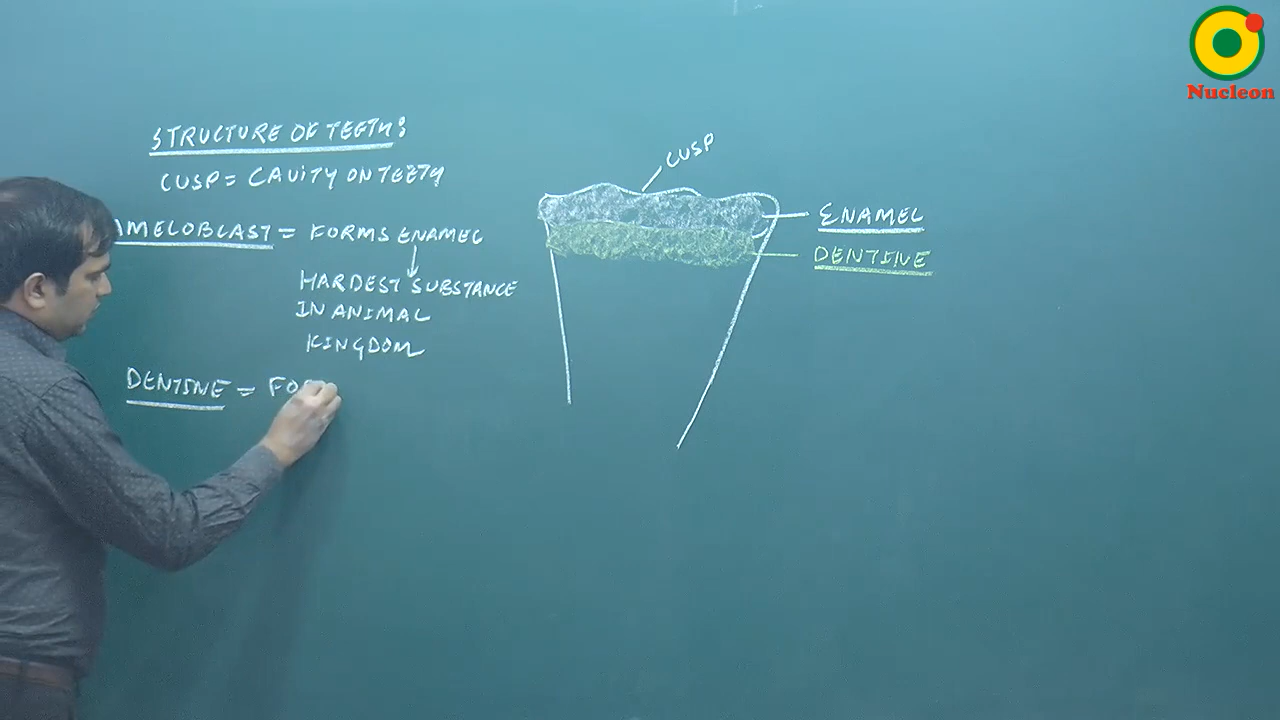 Nucleon
STRUCTURE OF TEETH:
CUSP = CAVITY ON TEETH
AMELOBLAST = FORMS ENAMEL
HARDEST SUBSTANCE
IN ANIMAL
KINGDOM
DENTINE = FO
CUSP
ENAMEL
DENTINE